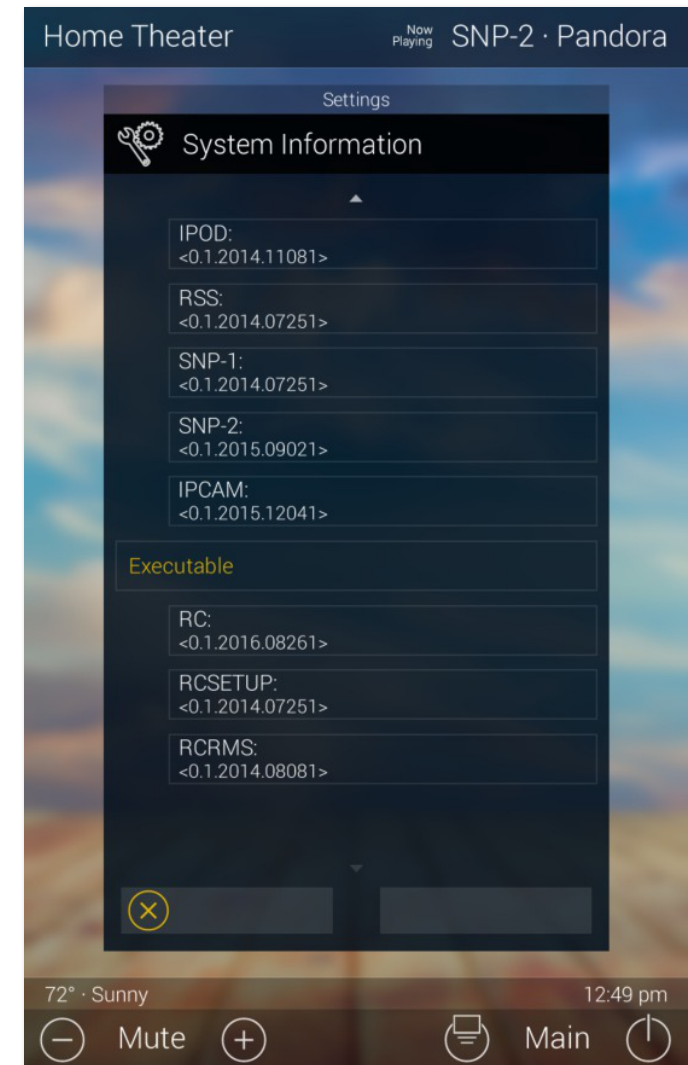 Home Theater
Now
Playing
SNP-2 · Pandora
Settings
System Information
IPOD:
<0.1.2014.11081>
RSS:
<0.1.2014.07251>
SNP-1:
<0.1.2014.07251>
SNP-2:
<0.1.2015.09021>
IPCAM:
<0.1.2015.12041>
Executable
RC:
<0.1.2016.08261>
RCSETUP:
<0.1.2014.07251>
RCRMS:
<0.1.2014.08081>
72° · Sunny
12:49 pm
Mute
Main